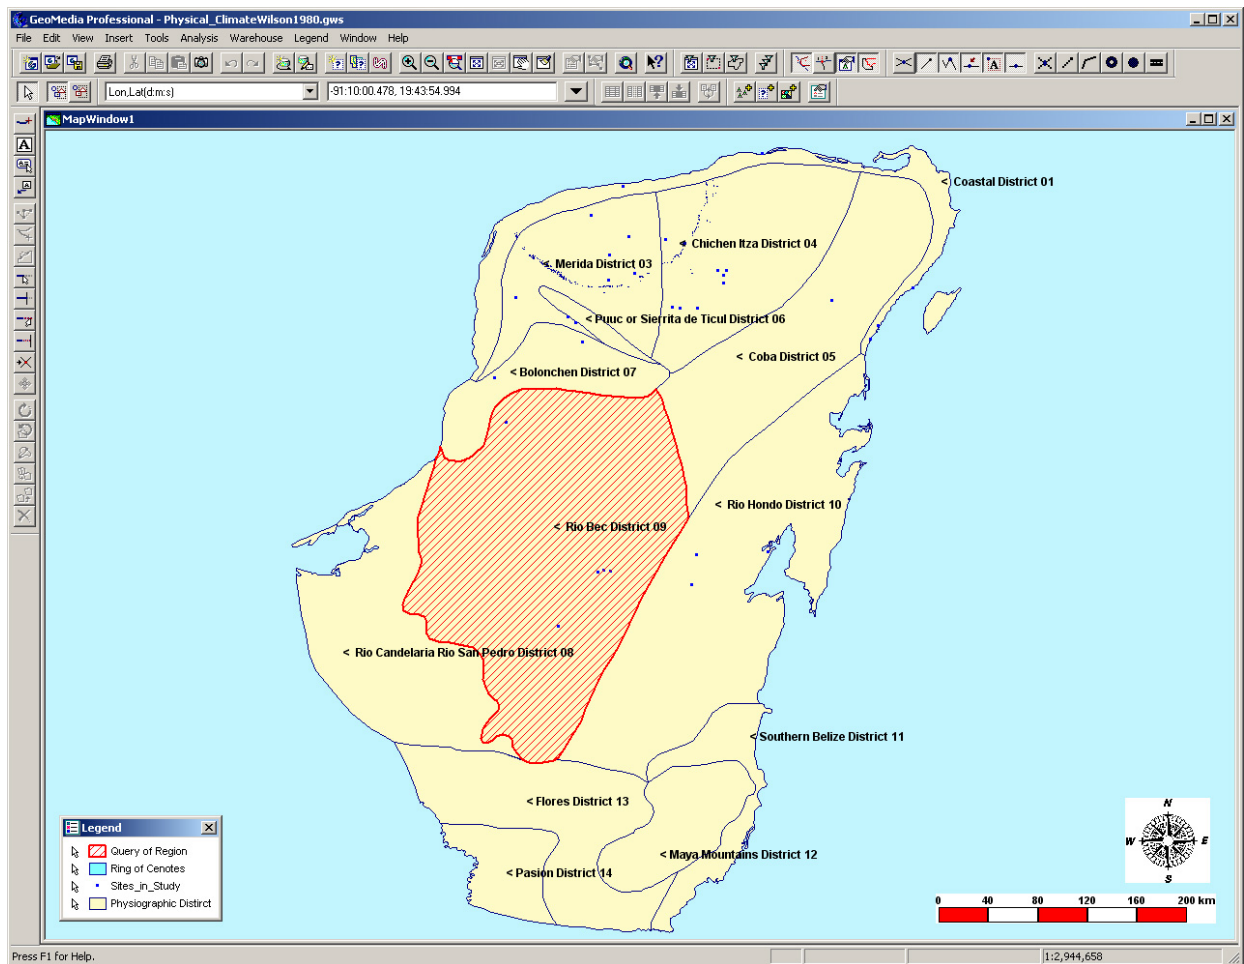 GeoMedia Professional - Physical_ClimateWilson1980.gws
File Edit View Insert Tools Analysis Warehouse Legend Window Help
Lon,Lat(d:m:s) -91:10:00.478, 19:43:54.994
MapWindow1
< Coastal District 01
< Chichen Itza District 04
< Merida District 03
< Puuc or Sierrita de Ticul District 06
< Coba District 05
< Bolonchen District 07
< Rio Hondo District 10
< Rio Bec District 09
< Rio Candelaria Rio San Pedro District 08
< Southern Belize District 11
< Flores District 13
< Maya Mountains District 12
< Pasion District 14
Legend
Query of Region
Ring of Cenotes
Sites_in_Study
Physiographic Distirct
N
W E
S
0 40 80 120 160 200 km
Press F1 for Help. 1:2,944,658